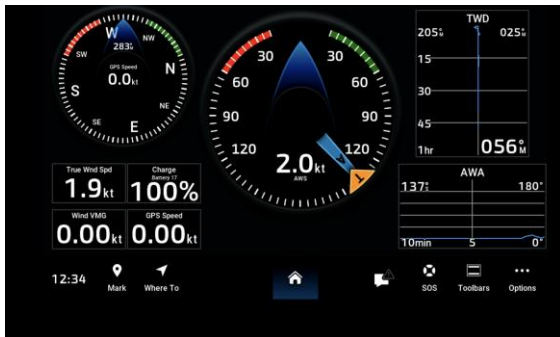 W
NW
SW
283°
GPS Speed
0.0kt
N
S
NE
SE
E
30
30
60
60
90
90
120
120
2.0kt
AWS
TWD
205°
025°
15
30
45
1hr
056°M
True Wnd Spd
1.9kt
Charge
Battery 17
100%
Wind VMG
0.00kt
GPS Speed
0.00kt
AWA
137°
180°
10min
5
0°
12:34
Mark
Where To
SOS
Toolbars
Options